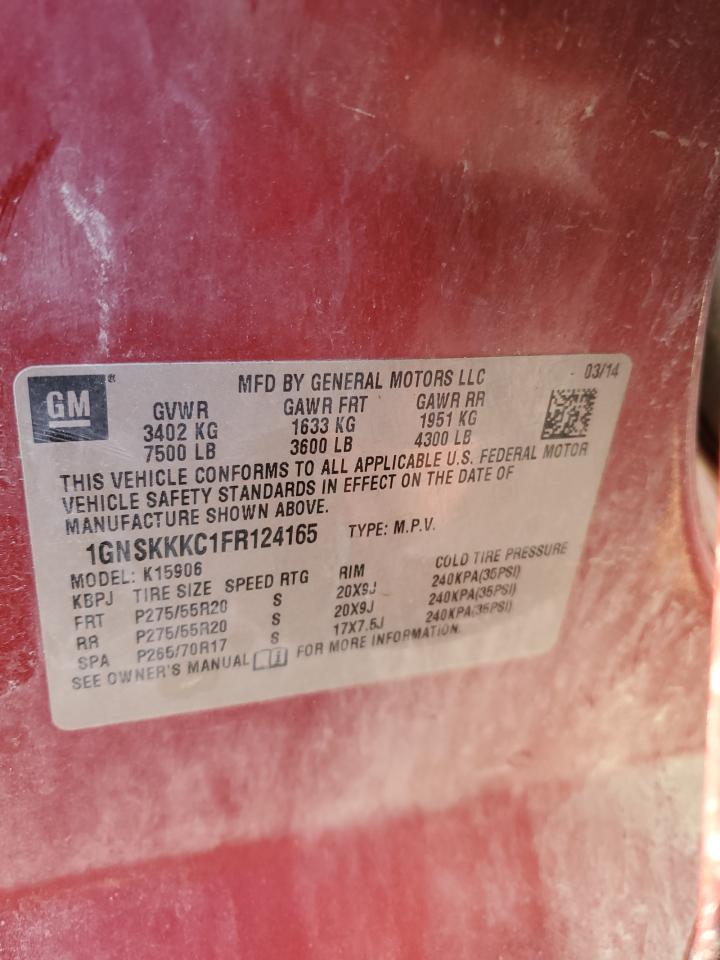 GM ®
MFD BY GENERAL MOTORS LLC 03/14
GVWR GAWR FRT GAWR RR
3402 KG 1633 KG 1951 KG
7500 LB 3600 LB 4300 LB
THIS VEHICLE CONFORMS TO ALL APPLICABLE U.S. FEDERAL MOTOR
VEHICLE SAFETY STANDARDS IN EFFECT ON THE DATE OF
MANUFACTURE SHOWN ABOVE.
1GNSKKKC1FR124165 TYPE: M.P.V.
MODEL: K15906
KBPJ TIRE SIZE SPEED RTG RIM COLD TIRE PRESSURE
FRT P275/55R20 S 20X9J 240KPA(35PSI)
RR P275/55R20 S 20X9J 240KPA(35PSI)
SPA P265/70R17 S 17X7.5J 240KPA(35PSI)
SEE OWNER'S MANUAL i FOR MORE INFORMATION.